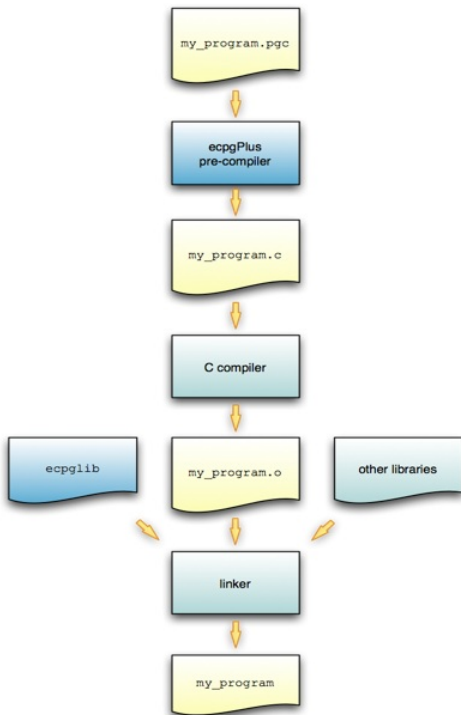 my_program.pgc
ecpgPlus
pre-compiler
my_program.c
C compiler
ecpglib
my_program.o
other libraries
linker
my_program